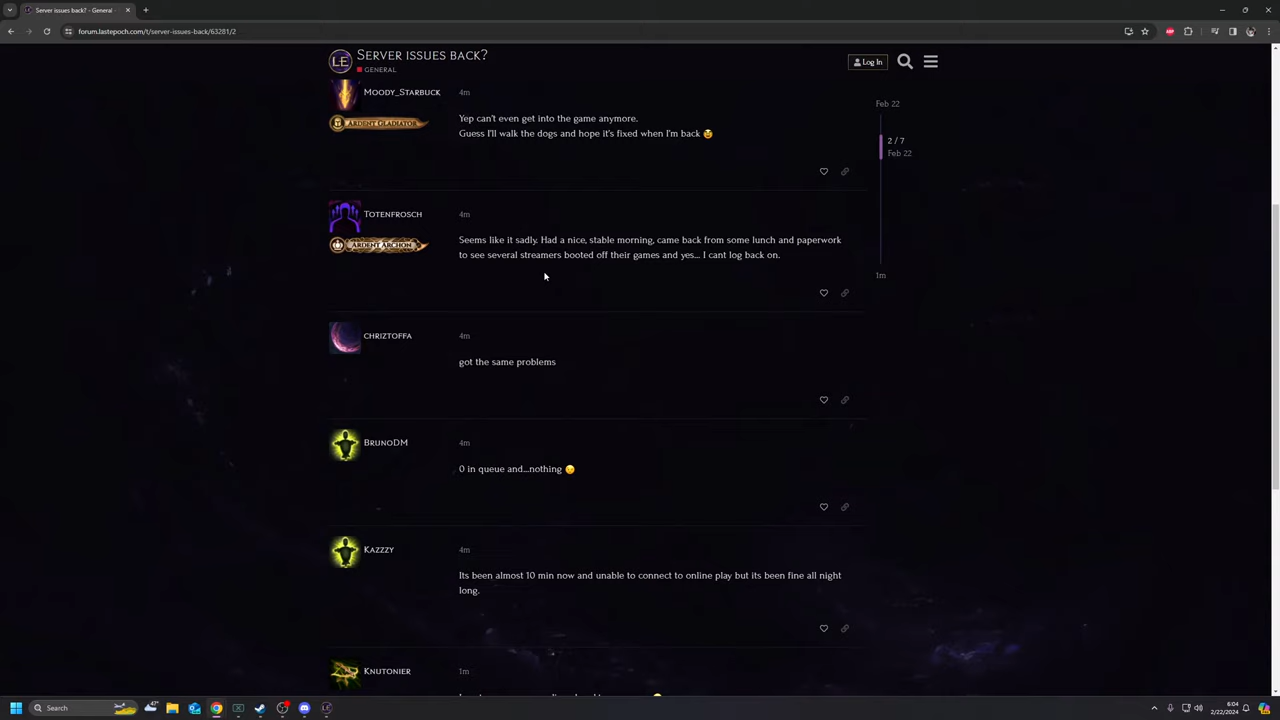 Server issues back? - General -
forum.lastepoch.com/t/server-issues-back/63281/2
LE
Server issues back?
General
Log In
Moody_Starbuck
4m
Ardent Gladiator
Yep can't even get into the game anymore.
Guess I'll walk the dogs and hope it's fixed when I'm back
Feb 22
2 / 7
Feb 22
1m
Totenfrosch
4m
Ardent Archon
Seems like it sadly. Had a nice, stable morning, came back from some lunch and paperwork
to see several streamers booted off their games and yes... I cant log back on.
chriztoffa
4m
got the same problems
BrunoDM
4m
0 in queue and...nothing
Kazzzy
4m
Its been almost 10 min now and unable to connect to online play but its been fine all night
long.
Knutonier
1m
Search
6:04
2/22/2024